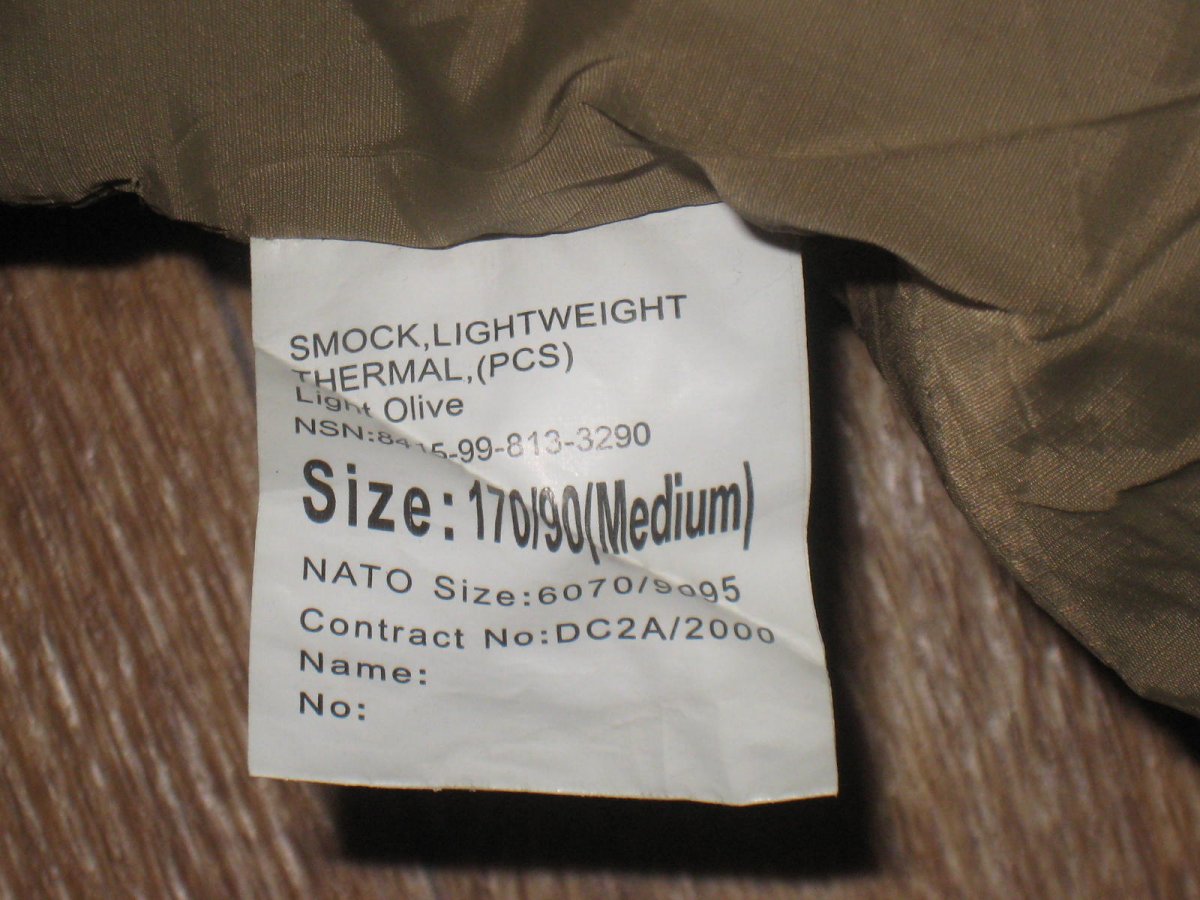 SMOCK,LIGHTWEIGHT
THERMAL,(PCS)
Light Olive
NSN:8415-99-813-3290
Size:170/90(Medium)
NATO Size:6070/9095
Contract No:DC2A/2000
Name:
No: